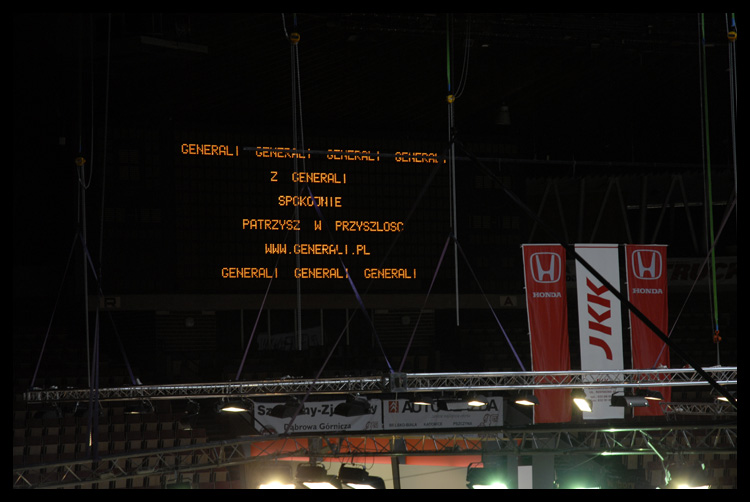 GENERALI GENERALI GENERALI GENERALI
Z GENERALI
SPOKOJNIE
PATRZYSZ W PRZYSZLOSC
WWW.GENERALI.PL
GENERALI GENERALI GENERALI
HONDA
JKK
HONDA
Dąbrowa Górnicza